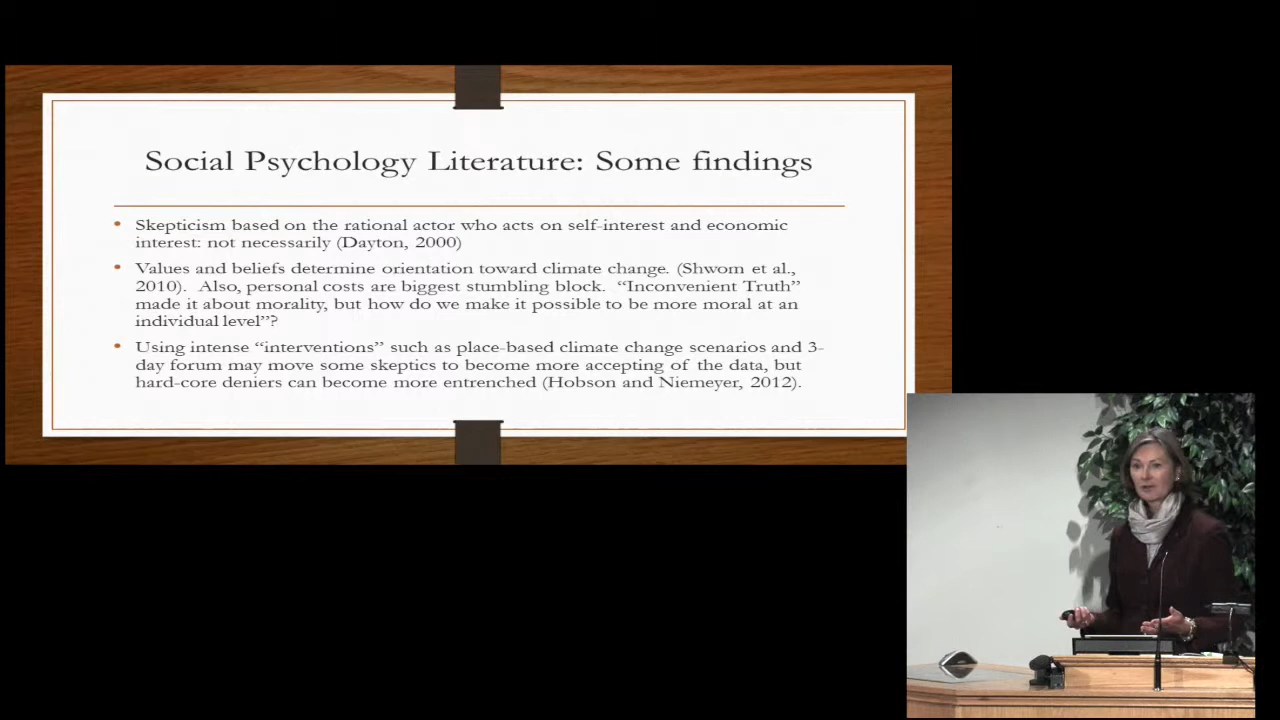 Social Psychology Literature: Some findings
• Skepticism based on the rational actor who acts on self-interest and economic
interest: not necessarily (Dayton, 2000)
• Values and beliefs determine orientation toward climate change. (Shwom et al.,
2010).  Also, personal costs are biggest stumbling block.  “Inconvenient Truth”
made it about morality, but how do we make it possible to be more moral at an
individual level”?
• Using intense “interventions” such as place-based climate change scenarios and 3-
day forum may move some skeptics to become more accepting of the data, but
hard-core deniers can become more entrenched (Hobson and Niemeyer, 2012).